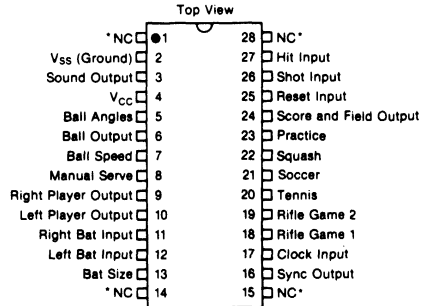 Top View
*NC 1 28 NC*
VSS (Ground) 2 27 Hit Input
Sound Output 3 26 Shot Input
VCC 4 25 Reset Input
Ball Angles 5 24 Score and Field Output
Ball Output 6 23 Practice
Ball Speed 7 22 Squash
Manual Serve 8 21 Soccer
Right Player Output 9 20 Tennis
Left Player Output 10 19 Rifle Game 2
Right Bat Input 11 18 Rifle Game 1
Left Bat Input 12 17 Clock Input
Bat Size 13 16 Sync Output
*NC 14 15 NC*